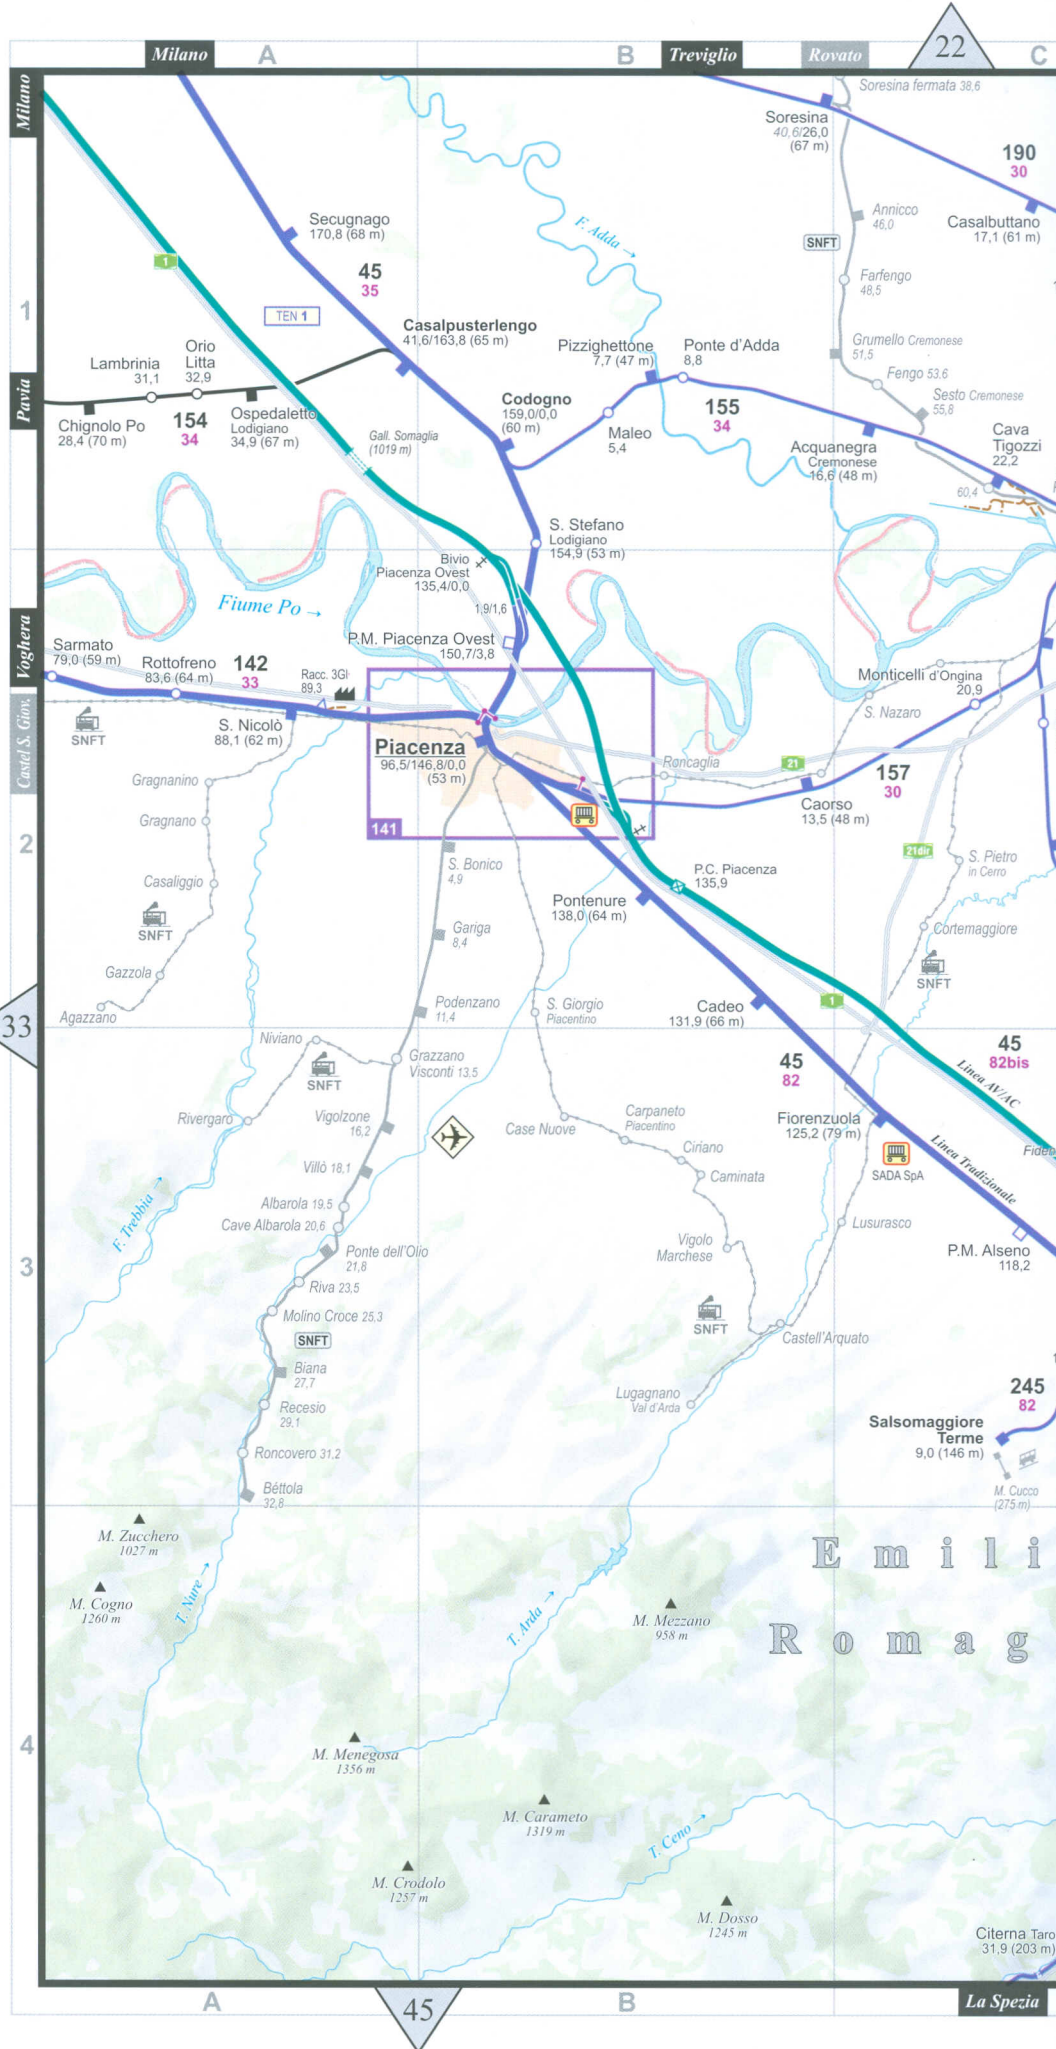 22
Milano
A
B
Treviglio
Rovato
C
Milano
Soresina fermata 38,6
Soresina
40,6/26,0
(67 m)
190
30
Annicco
46,0
Casalbuttano
17,1 (61 m)
SNFT
Secugnago
170,8 (68 m)
F. Adda →
1
45
35
Farfengo
48,5
TEN 1
1
Casalpusterlengo
41,6/163,8 (65 m)
Pizzighettone
7,7 (47 m)
Ponte d'Adda
8,8
Grumello Cremonese
51,5
Fengo 53,6
Lambrinia
31,1
Orio
Litta
32,9
Pavia
Chignolo Po
28,4 (70 m)
154
34
Ospedaletto
Lodigiano
34,9 (67 m)
Codogno
159,0/0,0
(60 m)
Maleo
5,4
155
34
Sesto Cremonese
55,8
Gall. Somaglia
(1019 m)
Acquanegra
Cremonese
16,6 (48 m)
Cava
Tigozzi
22,2
60,4
S. Stefano
Lodigiano
154,9 (53 m)
Bivio
Piacenza Ovest
135,4/0,0
1,9/1,6
Fiume Po →
P.M. Piacenza Ovest
150,7/3,8
Voghera
Sarmato
79,0 (59 m)
Rottofreno
83,6 (64 m)
142
33
Racc. 3Gi
89,3
Monticelli d'Ongina
20,9
S. Nazaro
Castel S. Giov.
SNFT
S. Nicolò
88,1 (62 m)
Piacenza
96,5/146,8/0,0
(53 m)
Roncaglia
21
157
30
Gragnanino
Caorso
13,5 (48 m)
Gragnano
141
2
21dir
S. Pietro
in Cerro
S. Bonico
4,9
P.C. Piacenza
135,9
Casaliggio
Pontenure
138,0 (64 m)
SNFT
Gariga
8,4
Cortemaggiore
Gazzola
SNFT
Agazzano
Podenzano
11,4
S. Giorgio
Piacentino
Cadeo
131,9 (66 m)
1
33
Niviano
SNFT
Grazzano
Visconti 13.5
45
82
45
82bis
Linea AV/AC
Rivergaro
Vigolzone
16,2
Case Nuove
Carpaneto
Piacentino
Fiorenzuola
125,2 (79 m)
Ciriano
Linea Tradizionale
Villò 18,1
Caminata
SADA SpA
F. Trebbia →
Albarola 19.5
Cave Albarola 20,6
Lusurasco
Vigolo
Marchese
P.M. Alseno
118,2
3
Ponte dell'Olio
21,8
Riva 23,5
Molino Croce 25,3
SNFT
SNFT
Castell'Arquato
Biana
27,7
Lugagnano
Val d'Arda
245
82
Recesio
29.1
Salsomaggiore
Terme
9,0 (146 m)
Roncovero 31,2
Béttola
32,8
M. Cucco
(275 m)
M. Zucchero
1027 m
Emili
M. Cogno
1260 m
T. Nure →
T. Arda →
M. Mezzano
958 m
Romag
4
M. Menegosa
1356 m
M. Carameto
1319 m
T. Ceno →
M. Crodolo
1257 m
M. Dosso
1245 m
Citerna Taro
31,9 (203 m)
A
45
B
La Spezia